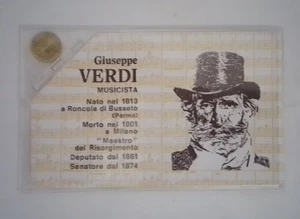 Giuseppe
VERDI
MUSICISTA
Nato nel 1813
a Roncole di Busseto
(Parma)
Morto nel 1901
a Milano
"Maestro"
del Risorgimento
Deputato dal 1861
Senatore dal 1874